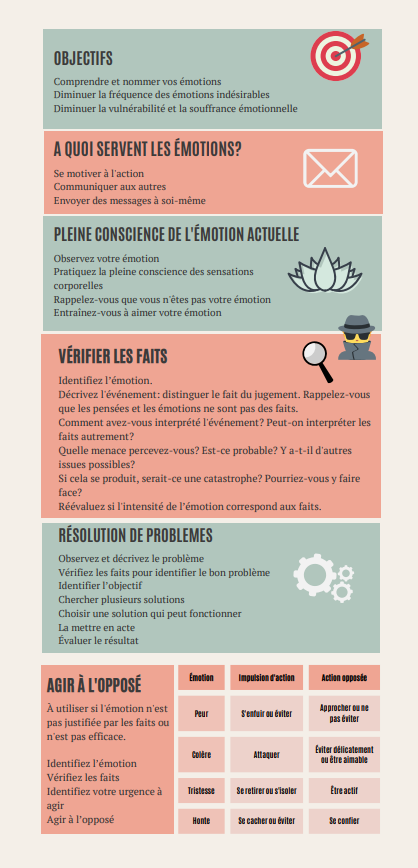 OBJECTIFS
Comprendre et nommer vos émotions
Diminuer la fréquence des émotions indésirables
Diminuer la vulnérabilité et la souffrance émotionnelle
A QUOI SERVENT LES ÉMOTIONS?
Se motiver à l'action
Communiquer aux autres
Envoyer des messages à soi-même
PLEINE CONSCIENCE DE L'ÉMOTION ACTUELLE
Observez votre émotion
Pratiquez la pleine conscience des sensations
corporelles
Rappelez-vous que vous n'êtes pas votre émotion
Entraînez-vous à aimer votre émotion
VÉRIFIER LES FAITS
Identifiez l'émotion.
Décrivez l'événement: distinguer le fait du jugement. Rappelez-vous
que les pensées et les émotions ne sont pas des faits.
Comment avez-vous interprété l'événement? Peut-on interpréter les
faits autrement?
Quelle menace percevez-vous? Est-ce probable? Y a-t-il d'autres
issues possibles?
Si cela se produit, serait-ce une catastrophe? Pourriez-vous y faire
face?
Réévaluez si l'intensité de l'émotion correspond aux faits.
RÉSOLUTION DE PROBLEMES
Observez et décrivez le problème
Vérifiez les faits pour identifier le bon problème
Identifier l'objectif
Chercher plusieurs solutions
Choisir une solution qui peut fonctionner
La mettre en acte
Évaluer le résultat
AGIR À L'OPPOSÉ
À utiliser si l'émotion n'est
pas justifiée par les faits ou
n'est pas efficace.
Identifiez l'émotion
Vérifiez les faits
Identifiez votre urgence à
agir
Agir à l'opposé
Émotion
Impulsion d'action
Action opposée
Peur
S'enfuir ou éviter
Approcher ou ne
pas éviter
Colère
Attaquer
Éviter délicatement
ou être aimable
Tristesse
Se retirer ou s'isoler
Être actif
Honte
Se cacher ou éviter
Se confier